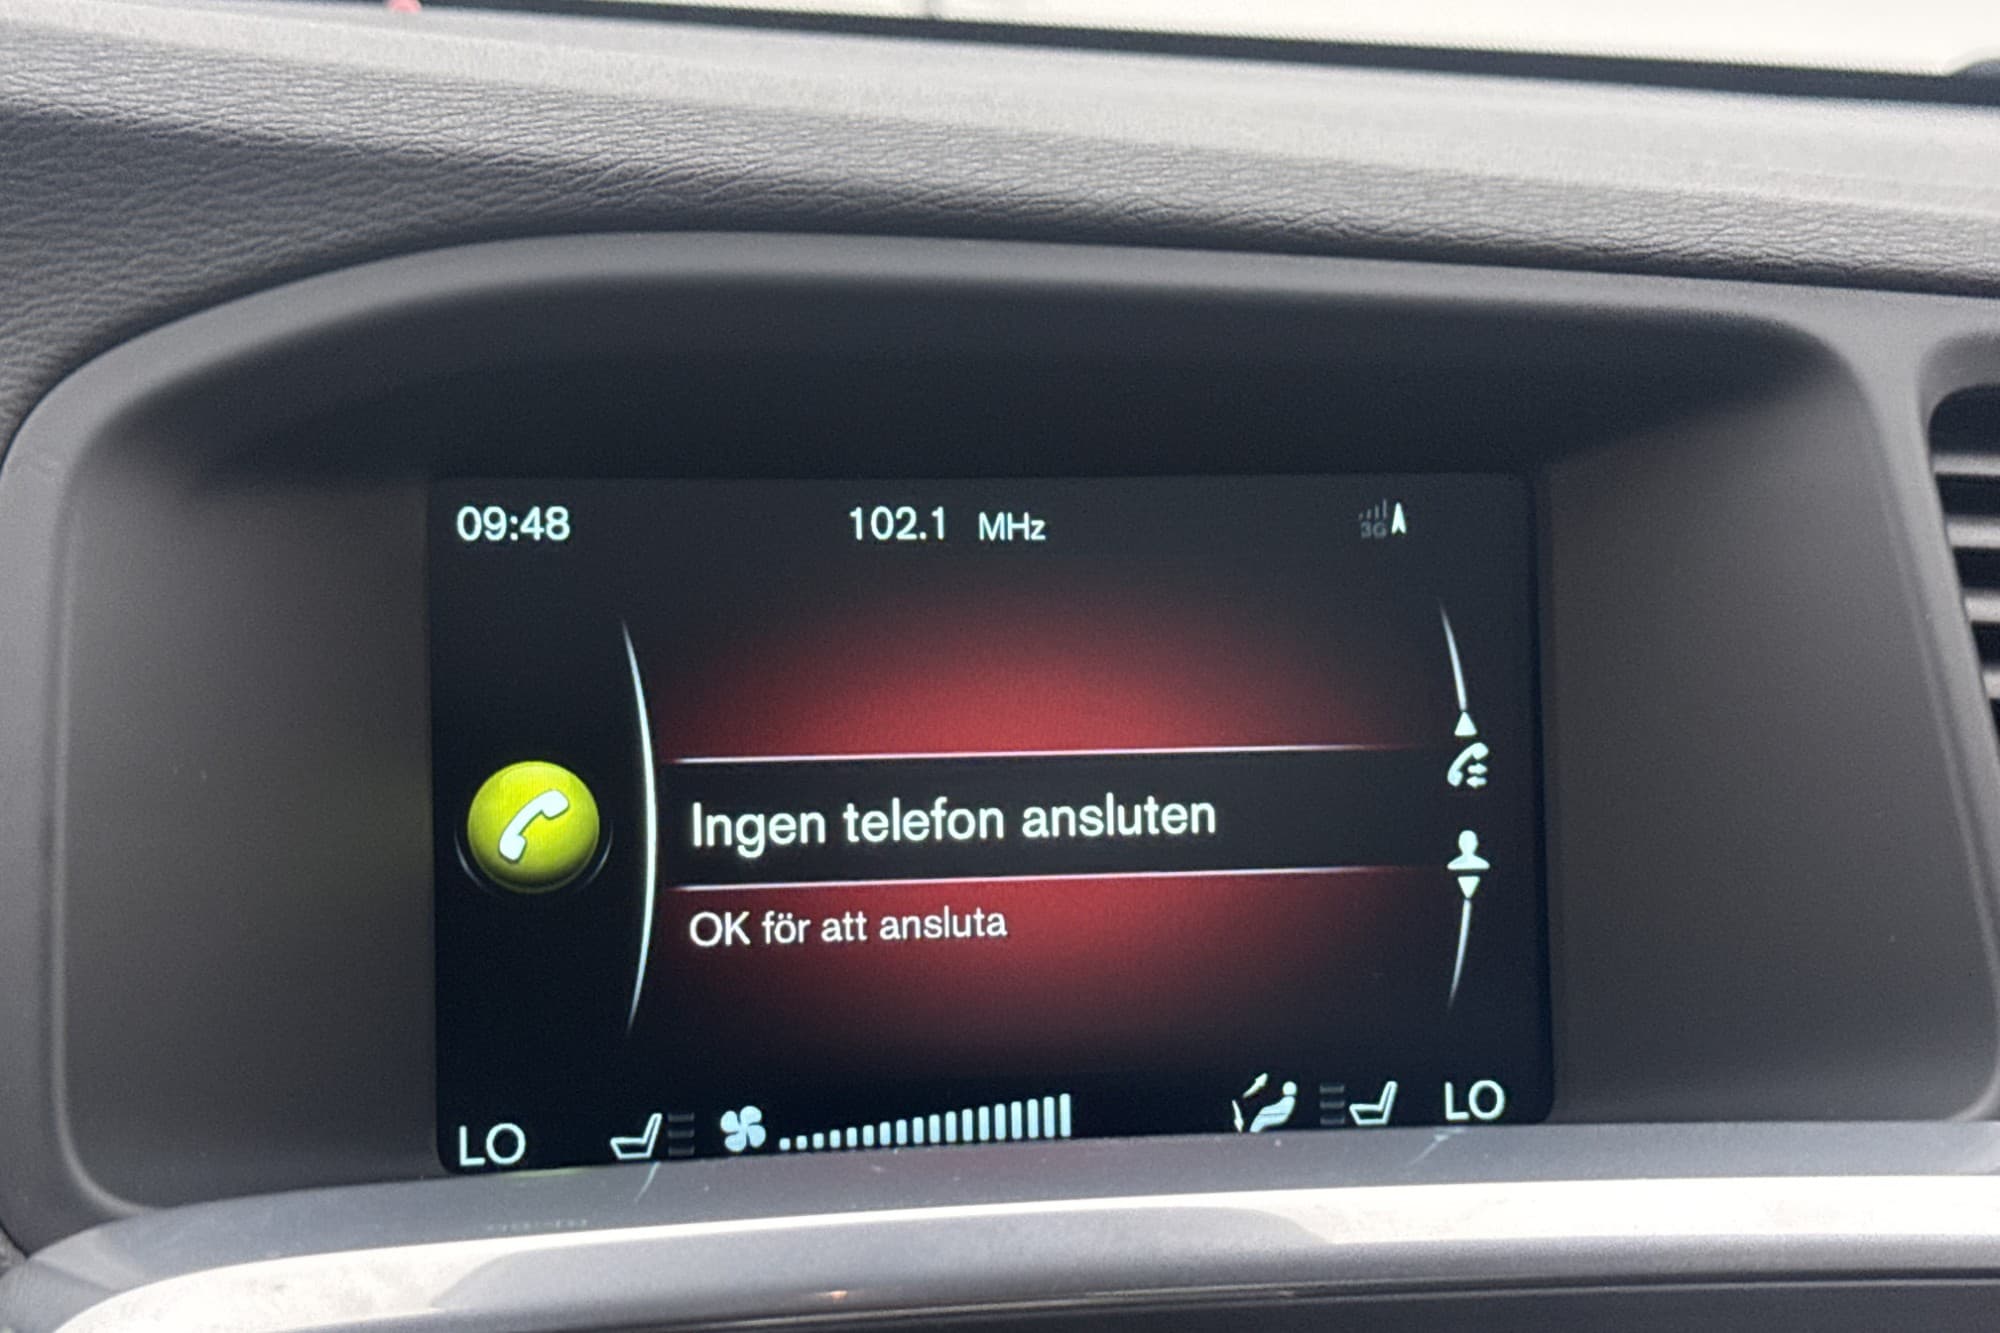 09:48 102.1 MHz 3G
Ingen telefon ansluten
OK för att ansluta
LO LO